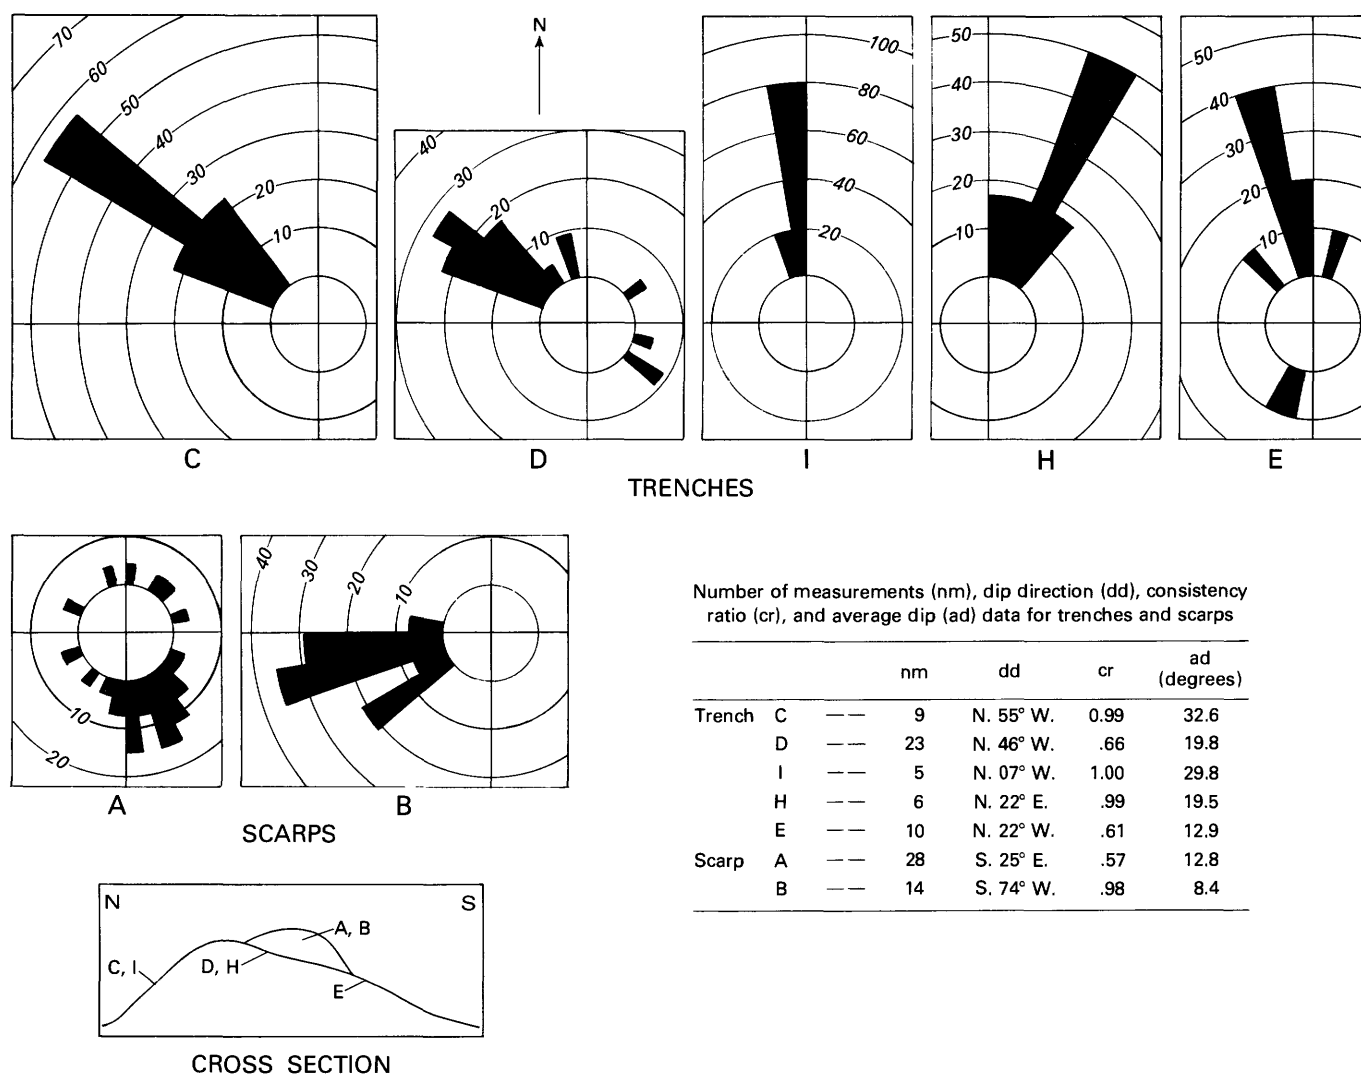 N
70
60
50
40
30
20
10
C
40
30
20
10
D
100
80
60
40
20
I
50
40
30
20
10
H
50
40
30
20
10
E
TRENCHES
10
20
A
40
30
20
10
B
SCARPS
Number of measurements (nm), dip direction (dd), consistency
ratio (cr), and average dip (ad) data for trenches and scarps
nm dd cr ad (degrees)
Trench C —— 9 N. 55° W. 0.99 32.6
D —— 23 N. 46° W. .66 19.8
I —— 5 N. 07° W. 1.00 29.8
H —— 6 N. 22° E. .99 19.5
E —— 10 N. 22° W. .61 12.9
Scarp A —— 28 S. 25° E. .57 12.8
B —— 14 S. 74° W. .98 8.4
N S
A, B
C, I
D, H
E
CROSS SECTION